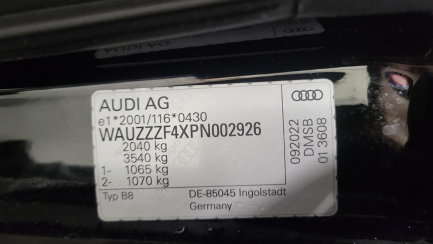 AUDI AG
e1*2001/116*0430
WAUZZZF4XPN002926
2040 kg
3540 kg
1- 1065 kg
2- 1070 kg
Typ B8
DE-85045 Ingolstadt
Germany
092022
DMSB
013608